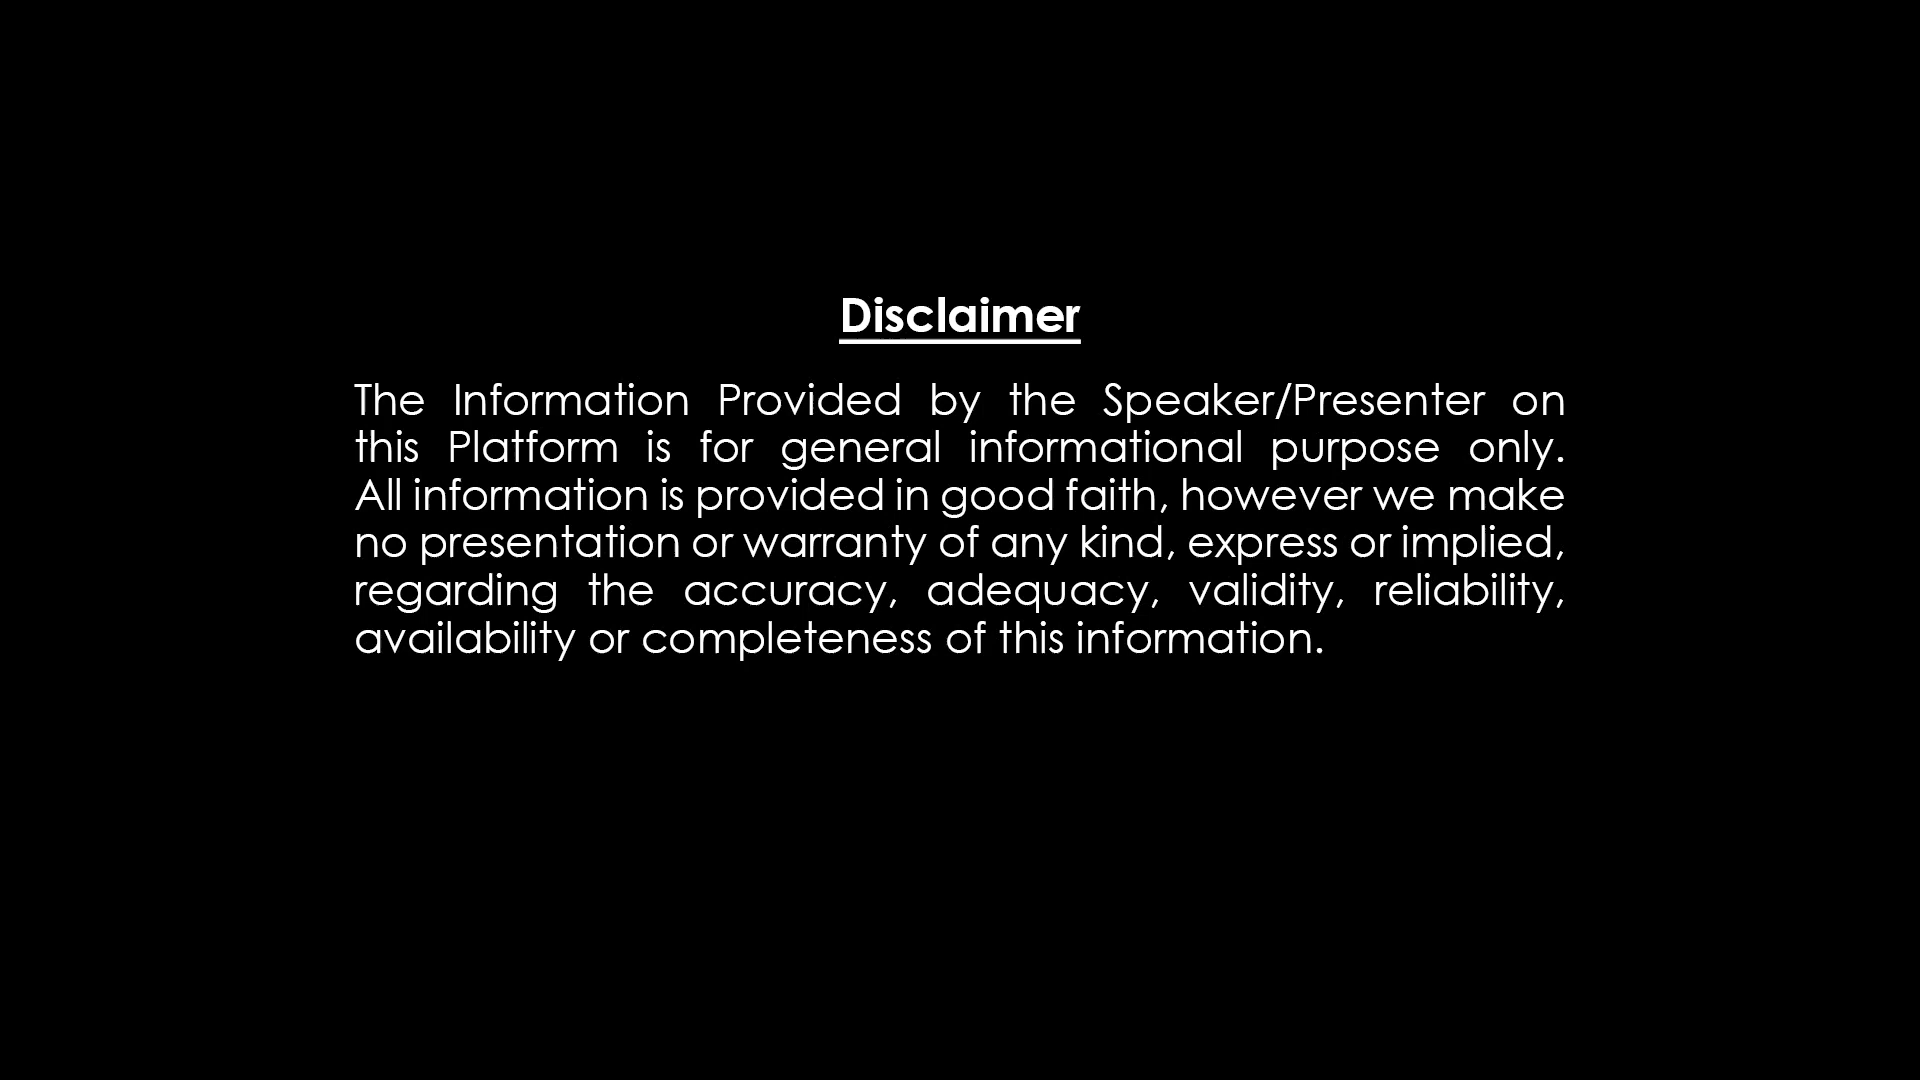 Disclaimer
The Information Provided by the Speaker/Presenter on
this Platform is for general informational purpose only.
All information is provided in good faith, however we make
no presentation or warranty of any kind, express or implied,
regarding the accuracy, adequacy, validity, reliability,
availability or completeness of this information.